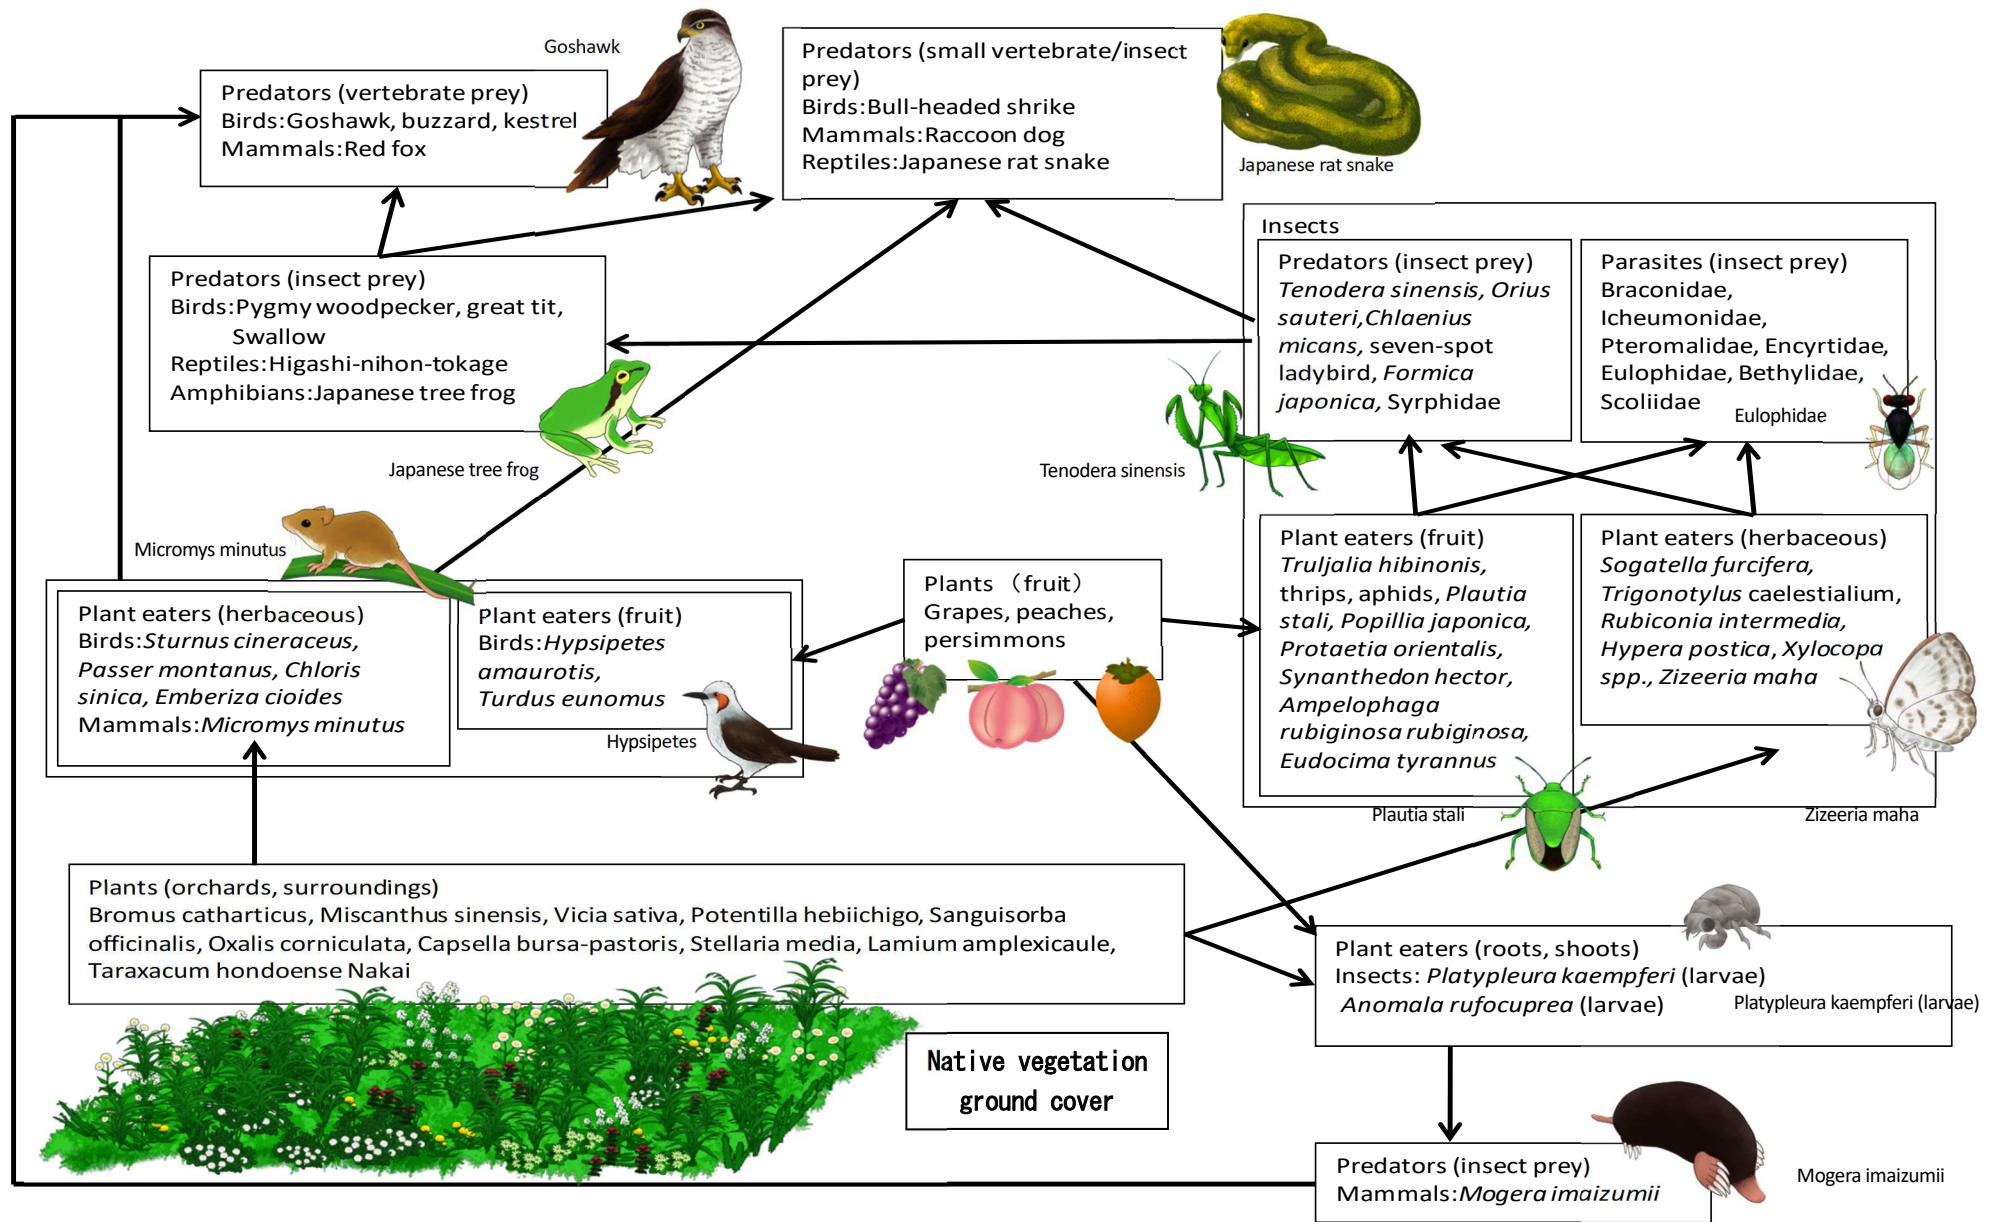 Goshawk
Predators (vertebrate prey)
Birds:Goshawk, buzzard, kestrel
Mammals:Red fox
Predators (small vertebrate/insect
prey)
Birds:Bull-headed shrike
Mammals:Raccoon dog
Reptiles:Japanese rat snake
Japanese rat snake
Predators (insect prey)
Birds:Pygmy woodpecker, great tit,
Swallow
Reptiles:Higashi-nihon-tokage
Amphibians:Japanese tree frog
Japanese tree frog
Insects
Predators (insect prey)
Tenodera sinensis, Orius
sauteri,Chlaenius
micans, seven-spot
ladybird, Formica
japonica, Syrphidae
Parasites (insect prey)
Braconidae,
Icheumonidae,
Pteromalidae, Encyrtidae,
Eulophidae, Bethylidae,
Scoliidae
Eulophidae
Tenodera sinensis
Micromys minutus
Plant eaters (herbaceous)
Birds:Sturnus cineraceus,
Passer montanus, Chloris
sinica, Emberiza cioides
Mammals:Micromys minutus
Plant eaters (fruit)
Birds:Hypsipetes
amaurotis,
Turdus eunomus
Hypsipetes
Plants （fruit）
Grapes, peaches,
persimmons
Plant eaters (fruit)
Truljalia hibinonis,
thrips, aphids, Plautia
stali, Popillia japonica,
Protaetia orientalis,
Synanthedon hector,
Ampelophaga
rubiginosa rubiginosa,
Eudocima tyrannus
Plautia stali
Plant eaters (herbaceous)
Sogatella furcifera,
Trigonotylus caelestialium,
Rubiconia intermedia,
Hypera postica, Xylocopa
spp., Zizeeria maha
Zizeeria maha
Plants (orchards, surroundings)
Bromus catharticus, Miscanthus sinensis, Vicia sativa, Potentilla hebiichigo, Sanguisorba
officinalis, Oxalis corniculata, Capsella bursa-pastoris, Stellaria media, Lamium amplexicaule,
Taraxacum hondoense Nakai
Native vegetation
ground cover
Plant eaters (roots, shoots)
Insects: Platypleura kaempferi (larvae)
Anomala rufocuprea (larvae)
Platypleura kaempferi (larvae)
Predators (insect prey)
Mammals:Mogera imaizumii
Mogera imaizumii